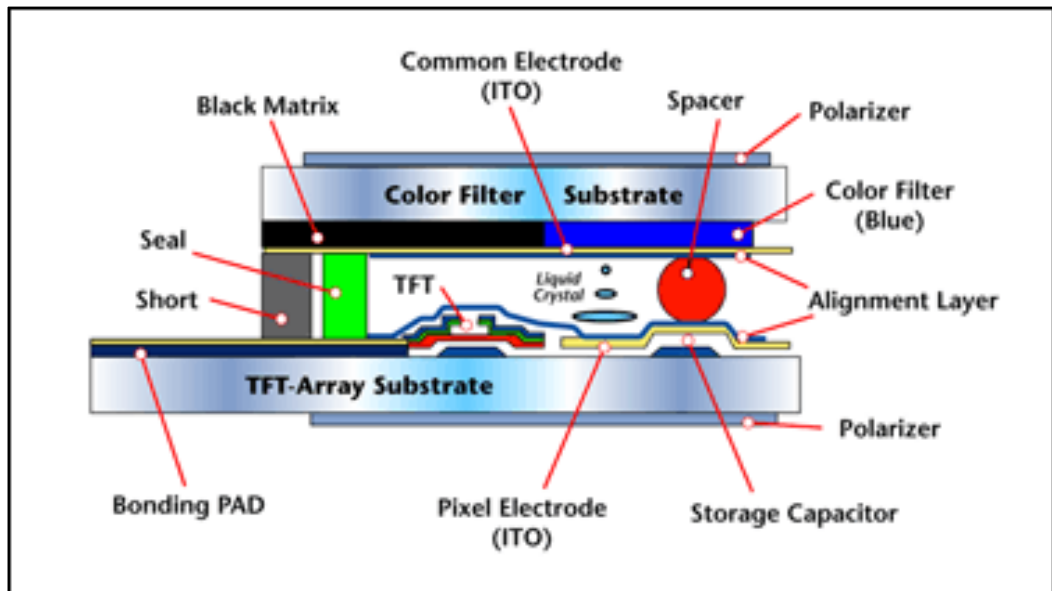 Common Electrode
(ITO)
Spacer
Black Matrix
Polarizer
Color Filter Substrate
Color Filter
(Blue)
Seal
TFT
Liquid
Crystal
Short
Alignment Layer
TFT-Array Substrate
Polarizer
Bonding PAD
Pixel Electrode
(ITO)
Storage Capacitor